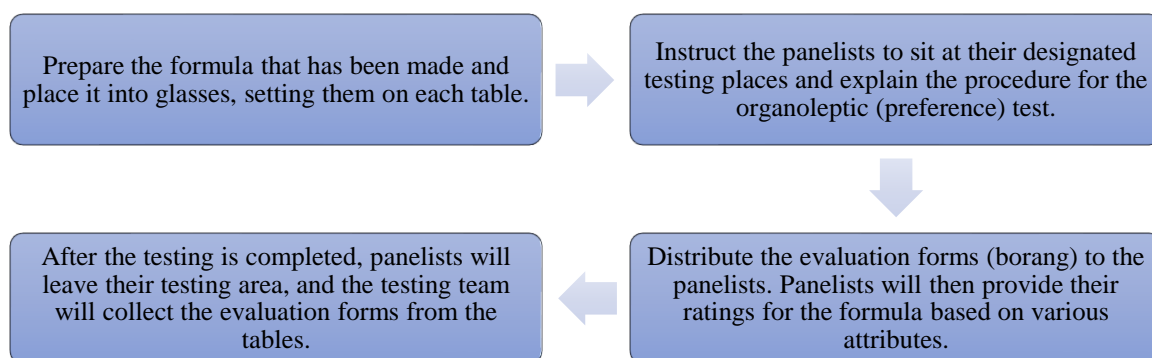 Prepare the formula that has been made and
place it into glasses, setting them on each table.
Instruct the panelists to sit at their designated
testing places and explain the procedure for the
organoleptic (preference) test.
Distribute the evaluation forms (borang) to the
panelists. Panelists will then provide their
ratings for the formula based on various
attributes.
After the testing is completed, panelists will
leave their testing area, and the testing team
will collect the evaluation forms from the
tables.